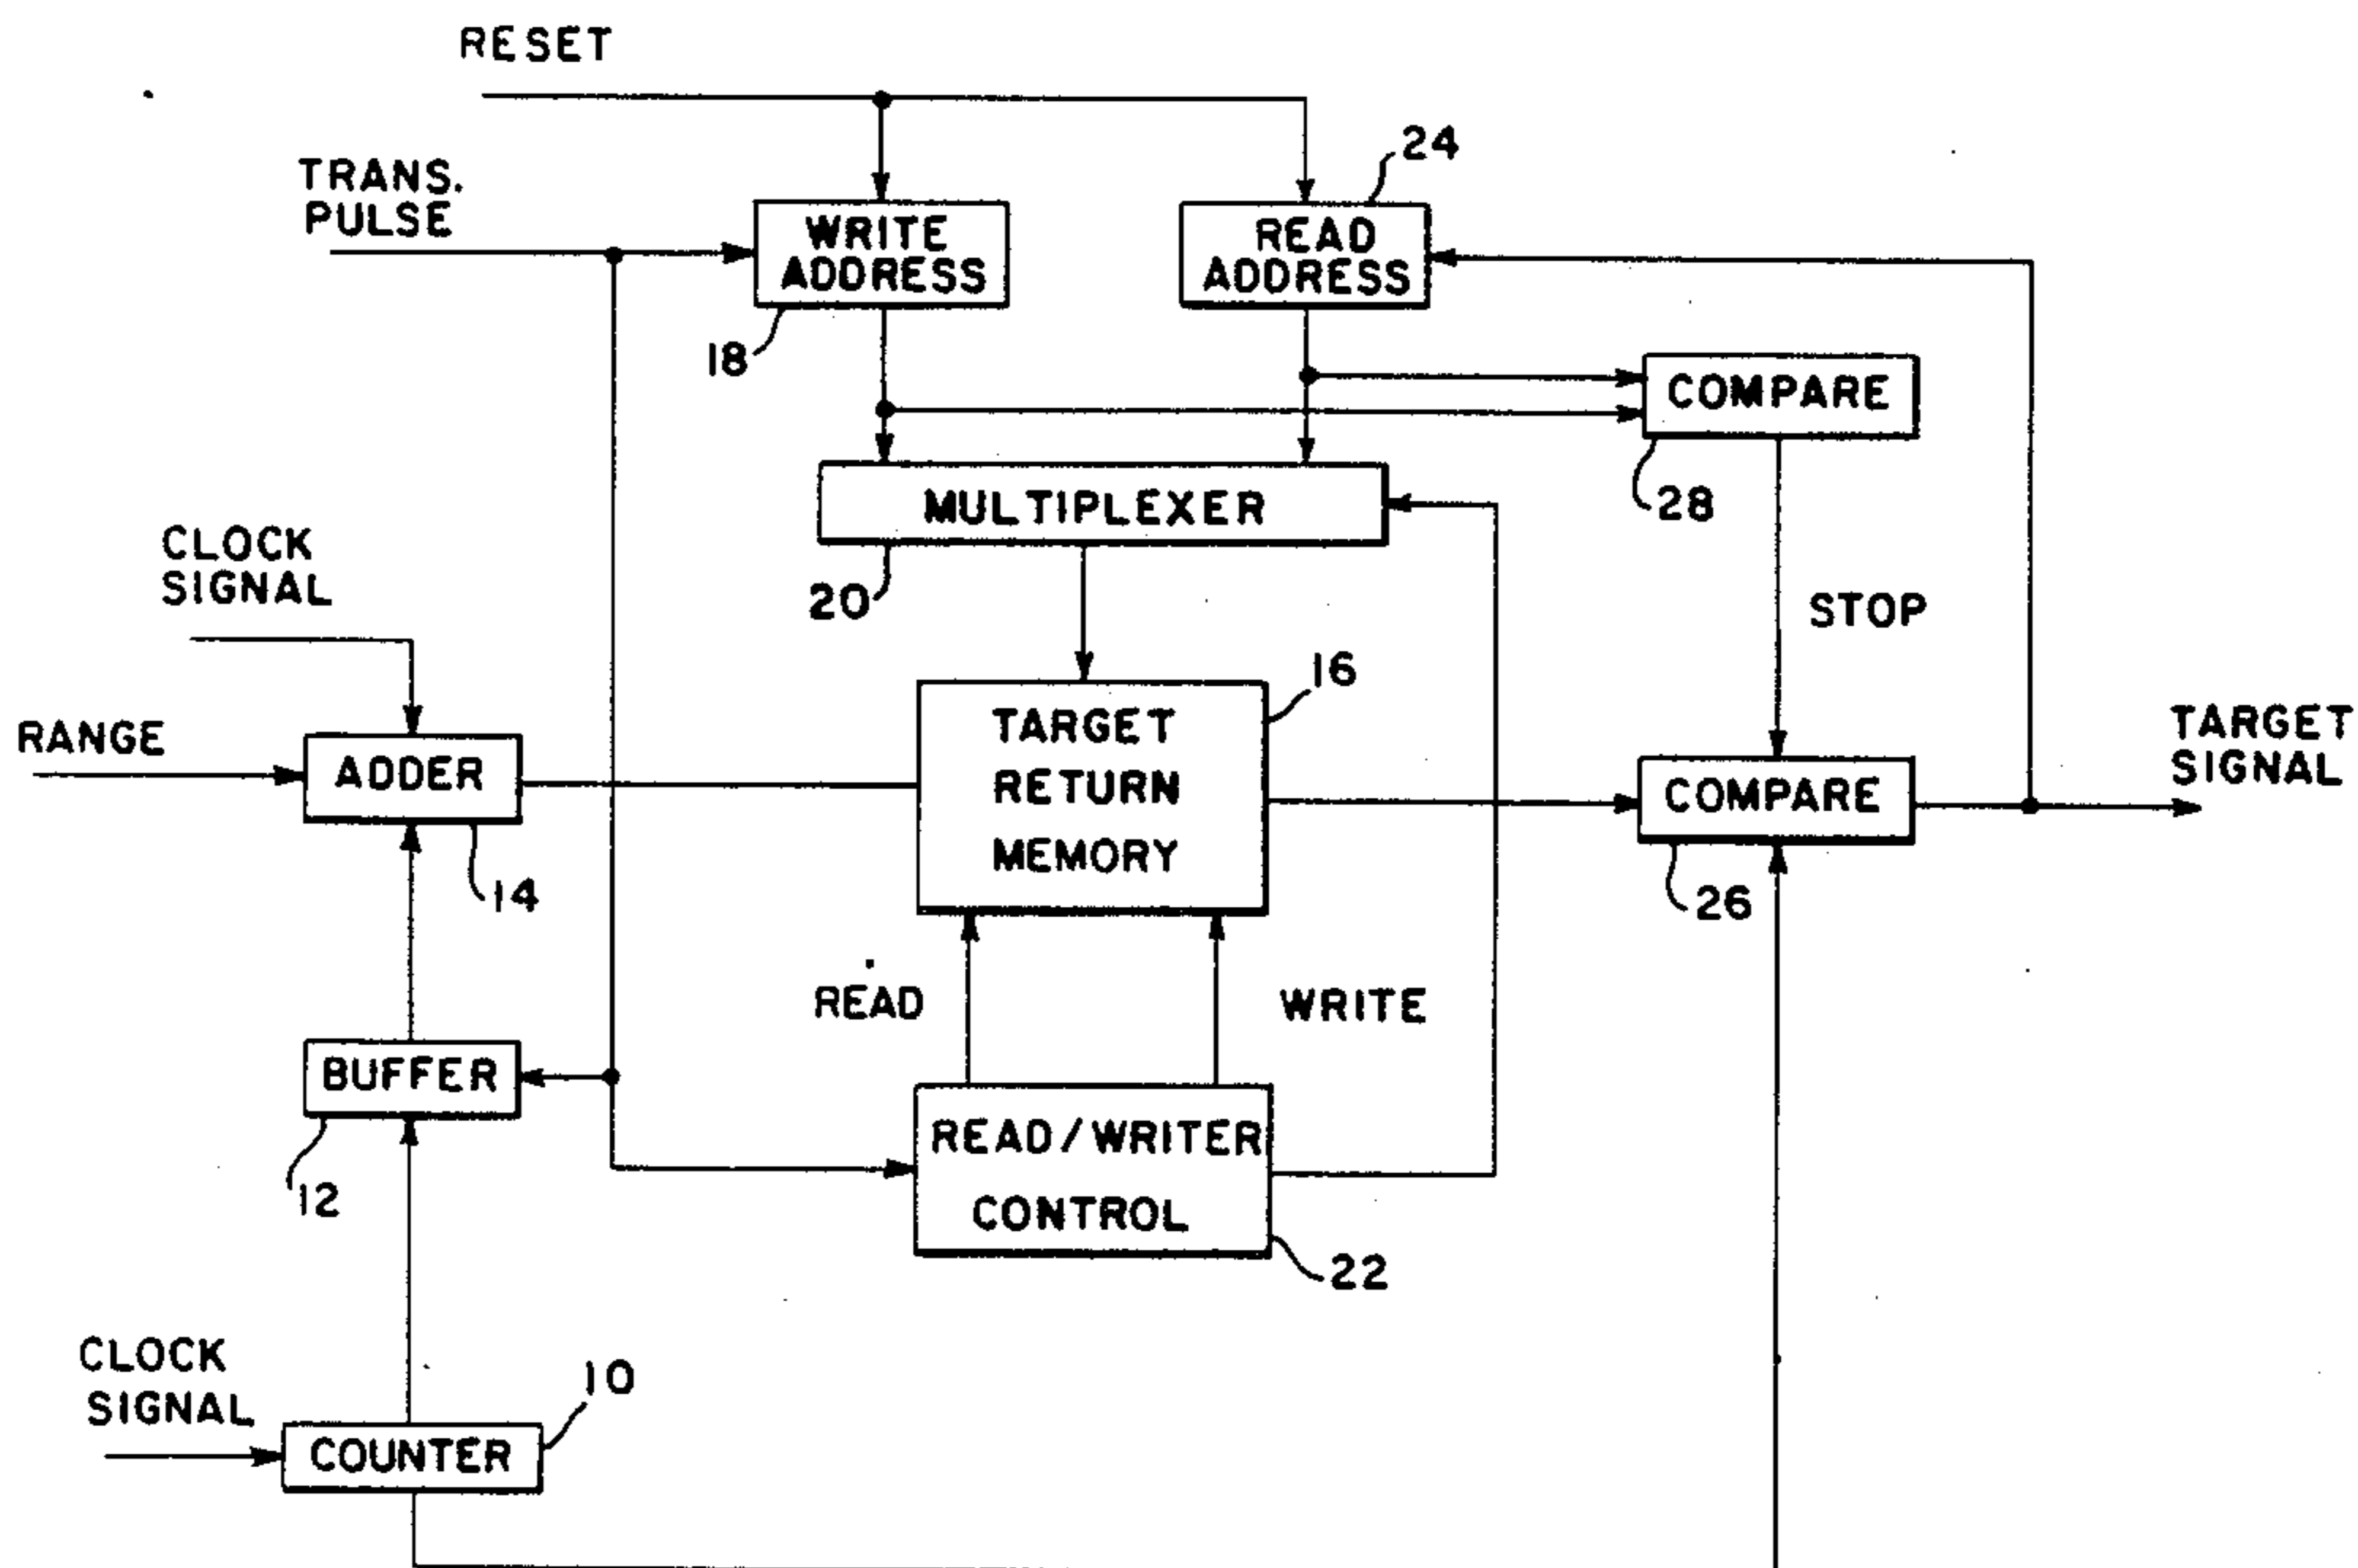 RESET
24
TRANS.
PULSE
WRITE
ADDRESS
READ
ADDRESS
18
COMPARE
28
MULTIPLEXER
20
CLOCK
SIGNAL
STOP
16
RANGE
ADDER
14
TARGET
RETURN
MEMORY
COMPARE
26
TARGET
SIGNAL
READ
WRITE
BUFFER
12
READ/WRITER
CONTROL
22
CLOCK
SIGNAL
10
COUNTER